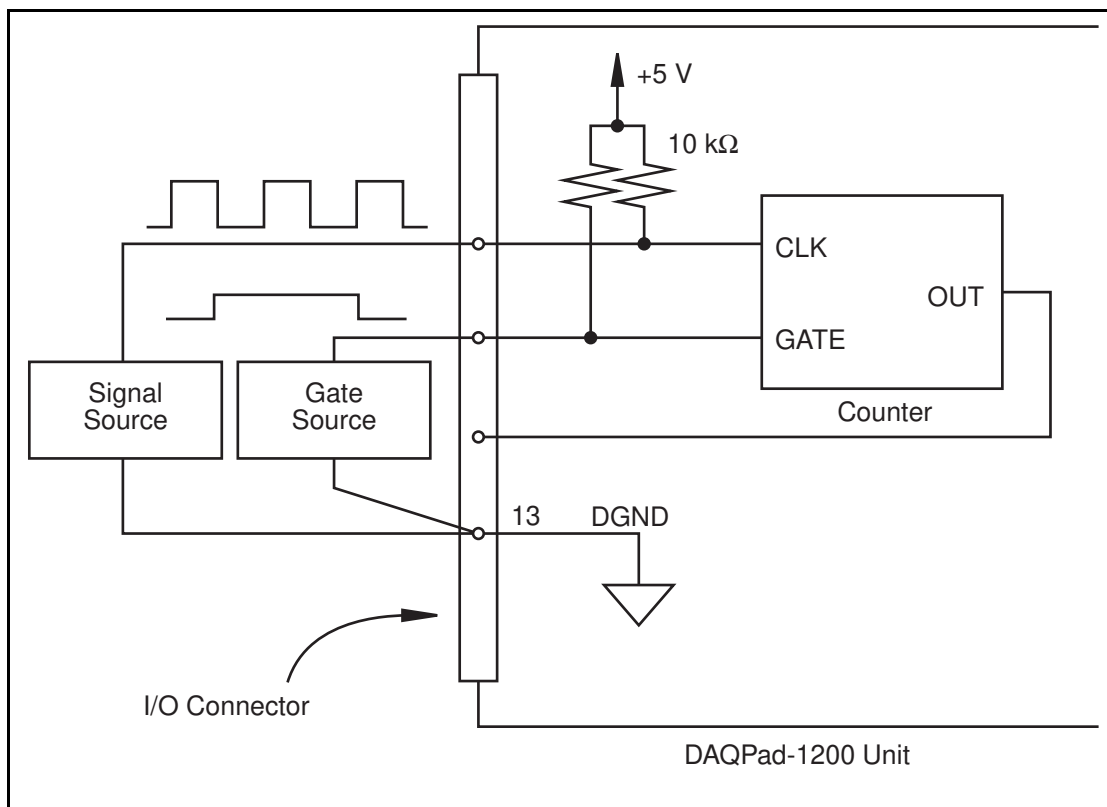 +5 V
10 kΩ
CLK
OUT
GATE
Signal
Source
Gate
Source
Counter
13
DGND
I/O Connector
DAQPad-1200 Unit